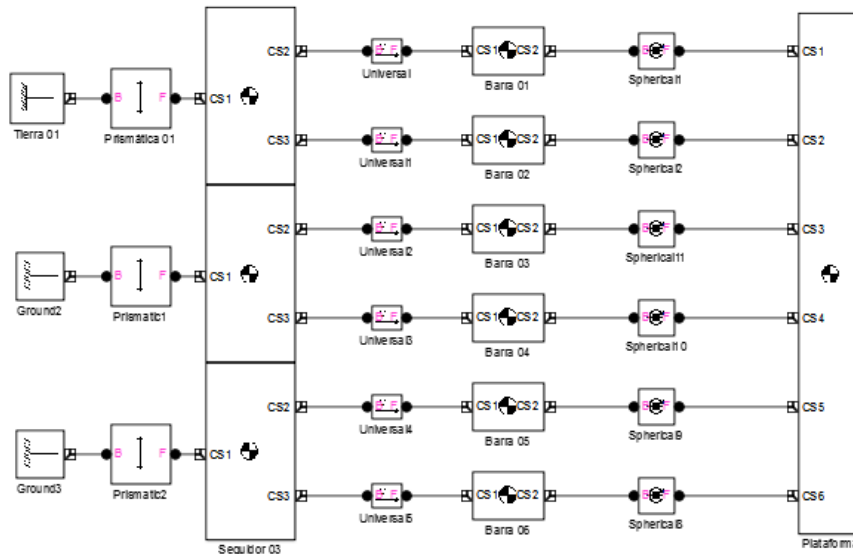 CS2 B F CS1 CS2 B F CS1
Universal Barra 01 Spherical1
B F CS1
Tierra 01 Prismática 01
CS3 B F CS1 CS2 B F CS2
Universal1 Barra 02 Spherical2
CS2 B F CS1 CS2 B F CS3
Universal2 Barra 03 Spherical11
B F CS1
Ground2 Prismatic1
CS3 B F CS1 CS2 B F CS4
Universal3 Barra 04 Spherical10
CS2 B F CS1 CS2 B F CS5
Universal4 Barra 05 Spherical9
B F CS1
Ground3 Prismatic2
CS3 B F CS1 CS2 B F CS6
Universal5 Barra 06 Spherical8
Seguidor 03 Plataforma